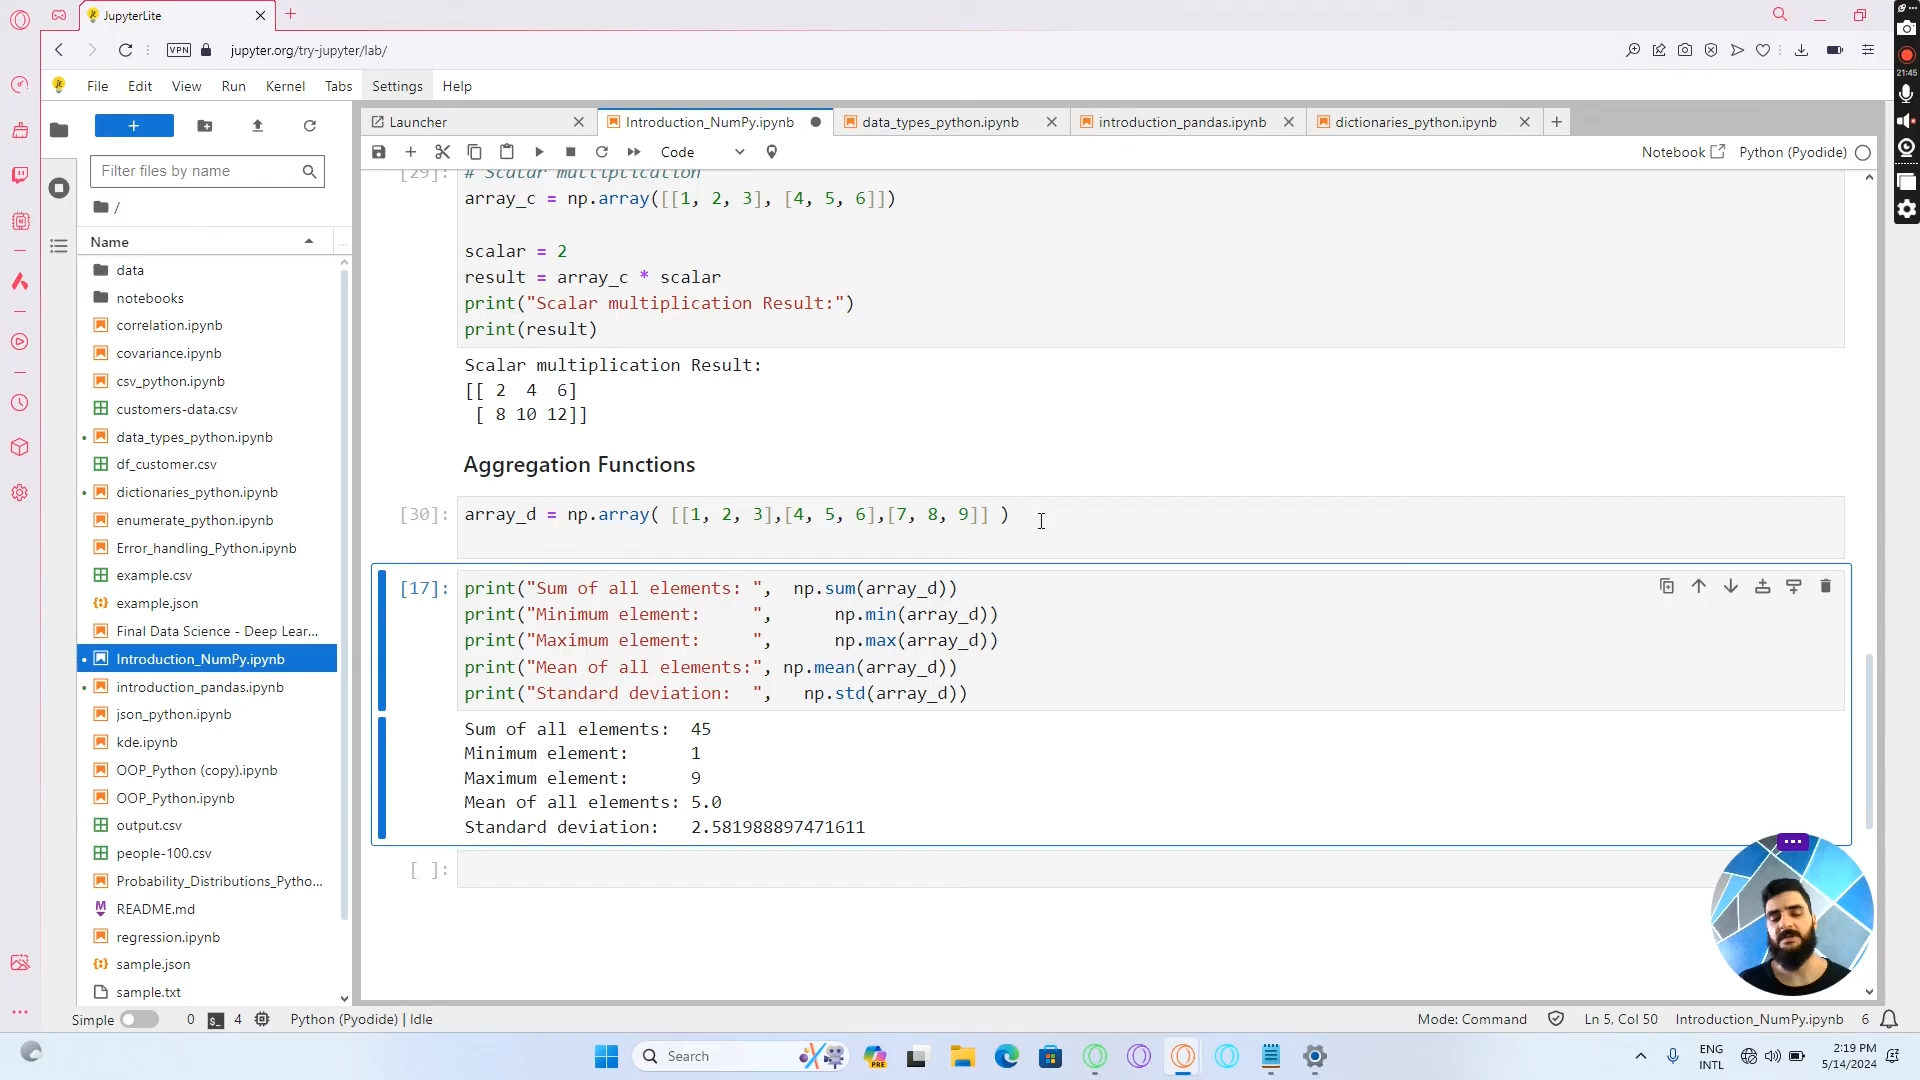 JupyterLite
VPN
jupyter.org/try-jupyter/lab/
21:45
File Edit View Run Kernel Tabs Settings Help
Launcher
Introduction_NumPy.ipynb
data_types_python.ipynb
introduction_pandas.ipynb
dictionaries_python.ipynb
Code
Notebook
Python (Pyodide)
Filter files by name
/
Name
data
notebooks
correlation.ipynb
covariance.ipynb
csv_python.ipynb
customers-data.csv
data_types_python.ipynb
df_customer.csv
dictionaries_python.ipynb
enumerate_python.ipynb
Error_handling_Python.ipynb
example.csv
example.json
Final Data Science - Deep Lear...
Introduction_NumPy.ipynb
introduction_pandas.ipynb
json_python.ipynb
kde.ipynb
OOP_Python (copy).ipynb
OOP_Python.ipynb
output.csv
people-100.csv
Probability_Distributions_Pytho...
README.md
regression.ipynb
sample.json
sample.txt
[29]: # Scalar multiplication
array_c = np.array([[1, 2, 3], [4, 5, 6]])
scalar = 2
result = array_c * scalar
print("Scalar multiplication Result:")
print(result)
Scalar multiplication Result:
[[ 2 4 6]
[ 8 10 12]]
Aggregation Functions
[30]: array_d = np.array( [[1, 2, 3],[4, 5, 6],[7, 8, 9]] )
[17]: print("Sum of all elements: ", np.sum(array_d))
print("Minimum element: ", np.min(array_d))
print("Maximum element: ", np.max(array_d))
print("Mean of all elements:", np.mean(array_d))
print("Standard deviation: ", np.std(array_d))
Sum of all elements: 45
Minimum element: 1
Maximum element: 9
Mean of all elements: 5.0
Standard deviation: 2.581988897471611
[ ]:
Simple 0 $_ 4 Python (Pyodide) | Idle
Mode: Command Ln 5, Col 50 Introduction_NumPy.ipynb 6
Search
PRE
ENG
INTL
2:19 PM
5/14/2024